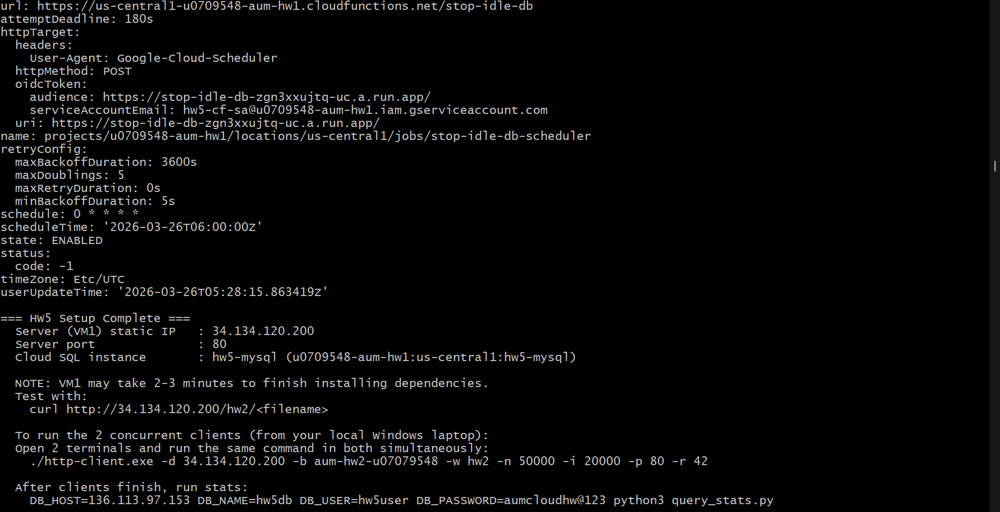 url: https://us-central1-u0709548-aum-hw1.cloudfunctions.net/stop-idle-db
attemptDeadline: 180s
httpTarget:
  headers:
    User-Agent: Google-Cloud-Scheduler
  httpMethod: POST
  oidcToken:
    audience: https://stop-idle-db-zgn3xxujtq-uc.a.run.app/
    serviceAccountEmail: hw5-cf-sa@u0709548-aum-hw1.iam.gserviceaccount.com
  uri: https://stop-idle-db-zgn3xxujtq-uc.a.run.app/
name: projects/u0709548-aum-hw1/locations/us-central1/jobs/stop-idle-db-scheduler
retryConfig:
  maxBackoffDuration: 3600s
  maxDoublings: 5
  maxRetryDuration: 0s
  minBackoffDuration: 5s
schedule: 0 * * * *
scheduleTime: '2026-03-26T06:00:00Z'
state: ENABLED
status:
  code: -1
timeZone: Etc/UTC
userUpdateTime: '2026-03-26T05:28:15.863419Z'

=== HW5 Setup Complete ===
  Server (VM1) static IP   : 34.134.120.200
  Server port              : 80
  Cloud SQL instance       : hw5-mysql (u0709548-aum-hw1:us-central1:hw5-mysql)

  NOTE: VM1 may take 2-3 minutes to finish installing dependencies.
  Test with:
    curl http://34.134.120.200/hw2/<filename>

  To run the 2 concurrent clients (from your local Windows laptop):
  Open 2 terminals and run the same command in both simultaneously:
    ./http-client.exe -d 34.134.120.200 -b aum-hw2-u07079548 -w hw2 -n 50000 -i 20000 -p 80 -r 42

  After clients finish, run stats:
    DB_HOST=136.113.97.153 DB_NAME=hw5db DB_USER=hw5user DB_PASSWORD=aumcloudhw@123 python3 query_stats.py